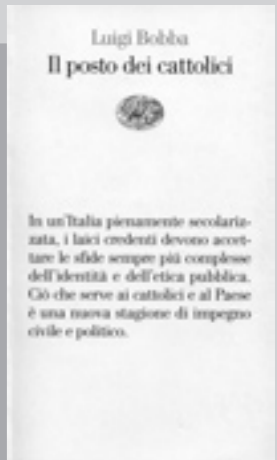 Luigi Bobba
Il posto dei cattolici
In un'Italia pienamente secolariz-
zata, i laici credenti devono accet-
tare le sfide sempre più complesse
dell'identità e dell'etica pubblica.
Ciò che serve ai cattolici e al Paese
è una nuova stagione di impegno
civile e politico.